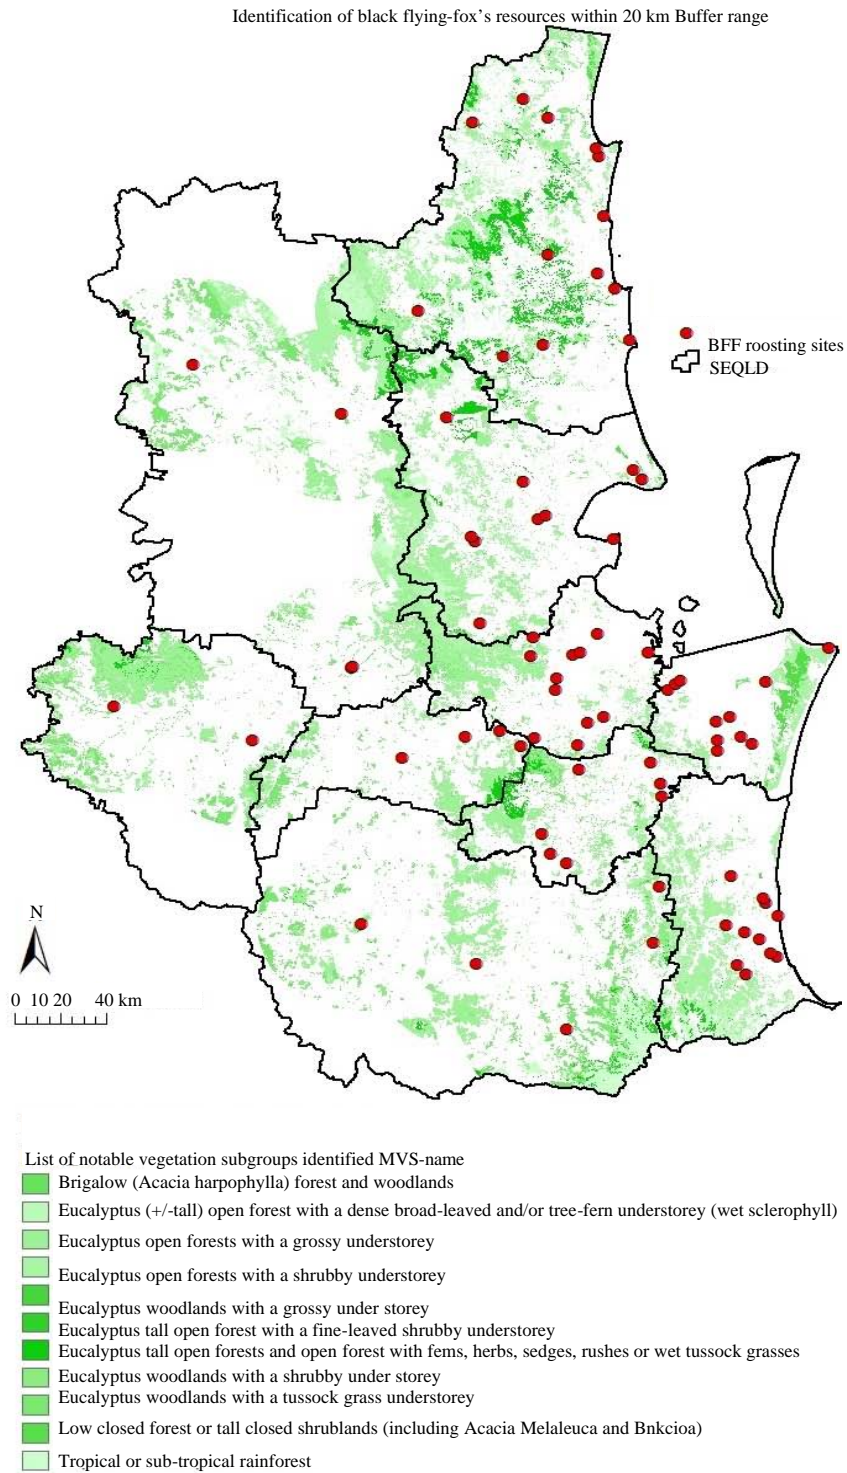 Identification of black flying-fox's resources within 20 km Buffer range
BFF roosting sites
SEQLD
N
0 10 20 40 km
List of notable vegetation subgroups identified MVS-name
Brigalow (Acacia harpophylla) forest and woodlands
Eucalyptus (+/-tall) open forest with a dense broad-leaved and/or tree-fern understorey (wet sclerophyll)
Eucalyptus open forests with a grossy understorey
Eucalyptus open forests with a shrubby understorey
Eucalyptus woodlands with a grossy under storey
Eucalyptus tall open forest with a fine-leaved shrubby understorey
Eucalyptus tall open forests and open forest with fems, herbs, sedges, rushes or wet tussock grasses
Eucalyptus woodlands with a shrubby under storey
Eucalyptus woodlands with a tussock grass understorey
Low closed forest or tall closed shrublands (including Acacia Melaleuca and Bnkcioa)
Tropical or sub-tropical rainforest